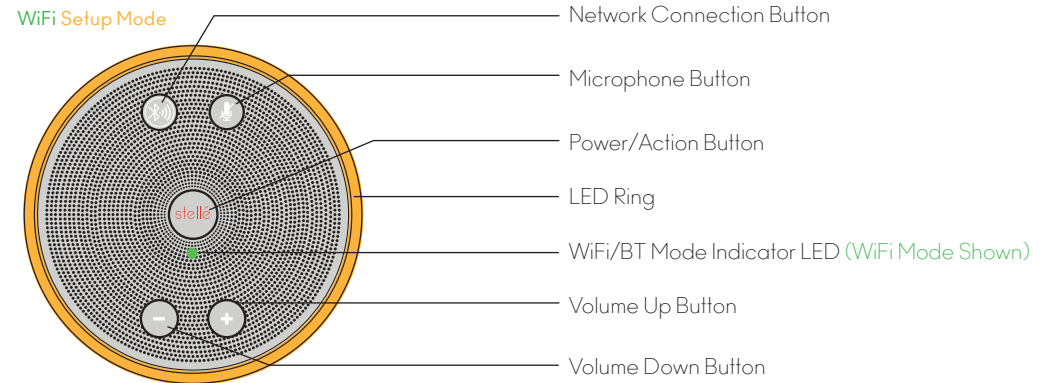 WiFi Setup Mode
Network Connection Button
Microphone Button
Power/Action Button
LED Ring
stellé
WiFi/BT Mode Indicator LED (WiFi Mode Shown)
Volume Up Button
Volume Down Button